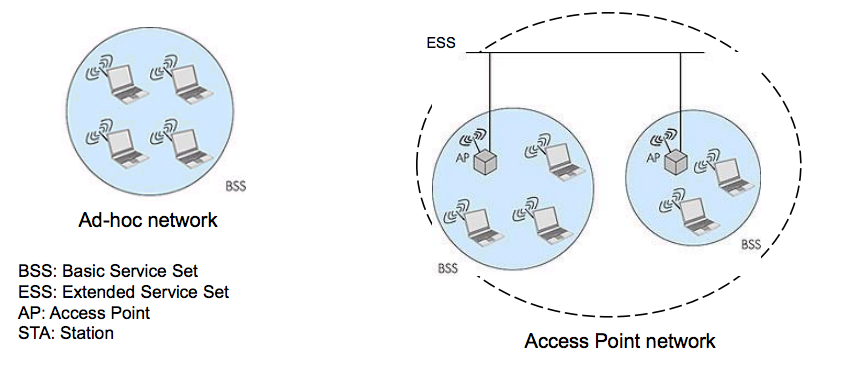 BSS
Ad-hoc network
BSS: Basic Service Set
ESS: Extended Service Set
AP: Access Point
STA: Station
ESS
AP
AP
BSS
BSS
Access Point network